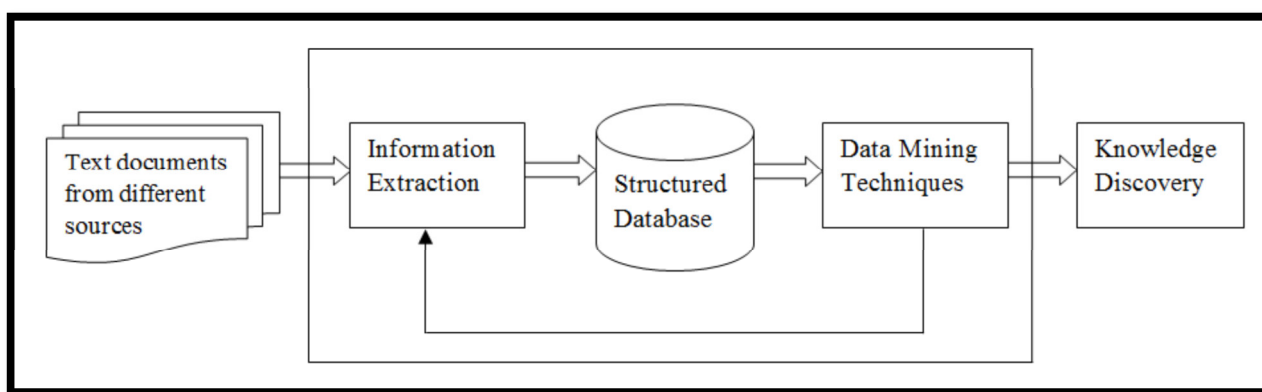 Text documents
from different
sources
Information
Extraction
Structured
Database
Data Mining
Techniques
Knowledge
Discovery